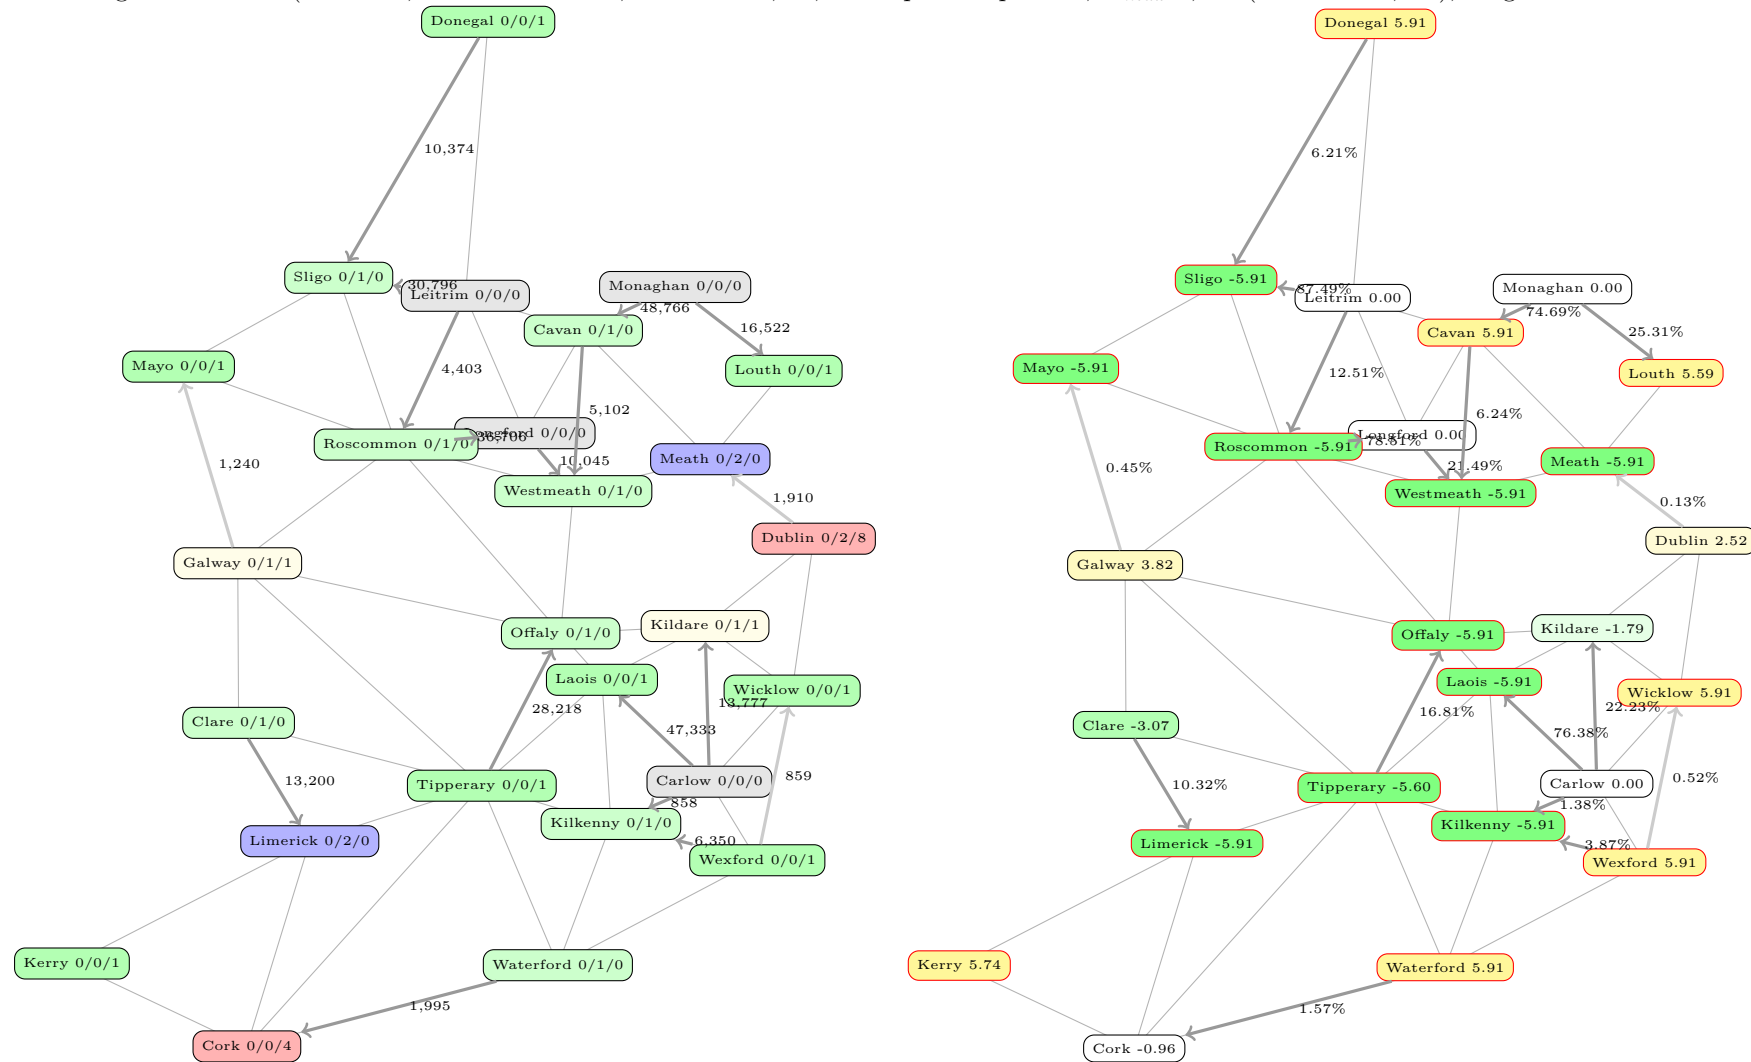 Donegal 0/0/1
10,374
Sligo 0/1/0
30,796
Leitrim 0/0/0
Monaghan 0/0/0
48,766
Cavan 0/1/0
16,522
Mayo 0/0/1
4,403
Louth 0/0/1
5,102
Roscommon 0/1/0
36,706
Longford 0/0/0
1,240
10,045
Meath 0/2/0
Westmeath 0/1/0
1,910
Dublin 0/2/8
Galway 0/1/1
Offaly 0/1/0
Kildare 0/1/1
Laois 0/0/1
Wicklow 0/0/1
13,777
28,218
Clare 0/1/0
47,333
13,200
Tipperary 0/0/1
Carlow 0/0/0
859
858
Kilkenny 0/1/0
Limerick 0/2/0
6,350
Wexford 0/0/1
Kerry 0/0/1
Waterford 0/1/0
1,995
Cork 0/0/4
Donegal 5.91
6.21%
Sligo -5.91
87.49%
Leitrim 0.00
Monaghan 0.00
74.69%
Cavan 5.91
25.31%
Mayo -5.91
12.51%
Louth 5.59
6.24%
Roscommon -5.91
78.51%
Longford 0.00
0.45%
21.49%
Meath -5.91
Westmeath -5.91
0.13%
Dublin 2.52
Galway 3.82
Offaly -5.91
Kildare -1.79
Laois -5.91
Wicklow 5.91
22.23%
16.81%
Clare -3.07
76.38%
10.32%
Tipperary -5.60
Carlow 0.00
0.52%
1.38%
Kilkenny -5.91
Limerick -5.91
3.87%
Wexford 5.91
Kerry 5.74
Waterford 5.91
1.57%
Cork -0.96